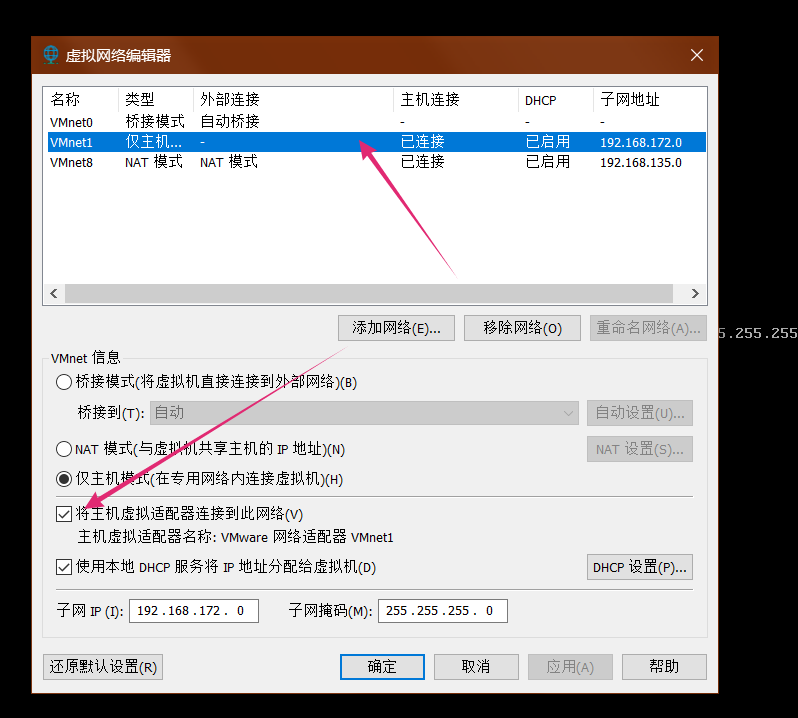 虚拟网络编辑器
名称 类型 外部连接 主机连接 DHCP 子网地址
VMnet0 桥接模式 自动桥接 - - -
VMnet1 仅主机... - 已连接 已启用 192.168.172.0
VMnet8 NAT 模式 NAT 模式 已连接 已启用 192.168.135.0
添加网络(E)... 移除网络(O) 重命名网络(A)... 5.255.255
VMnet 信息
桥接模式(将虚拟机直接连接到外部网络)(B)
桥接到(T): 自动 自动设置(U)...
NAT 模式(与虚拟机共享主机的 IP 地址)(N) NAT 设置(S)...
仅主机模式(在专用网络内连接虚拟机)(H)
将主机虚拟适配器连接到此网络(V)
主机虚拟适配器名称: VMware 网络适配器 VMnet1
使用本地 DHCP 服务将 IP 地址分配给虚拟机(D) DHCP 设置(P)...
子网 IP (I): 192.168.172. 0 子网掩码(M): 255.255.255. 0
还原默认设置(R) 确定 取消 应用(A) 帮助